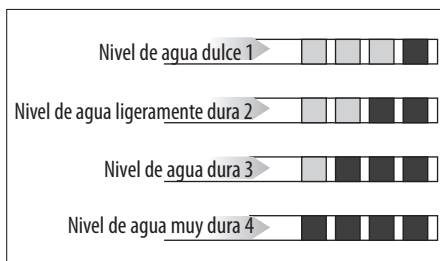 Nivel de agua dulce 1
Nivel de agua ligeramente dura 2
Nivel de agua dura 3
Nivel de agua muy dura 4